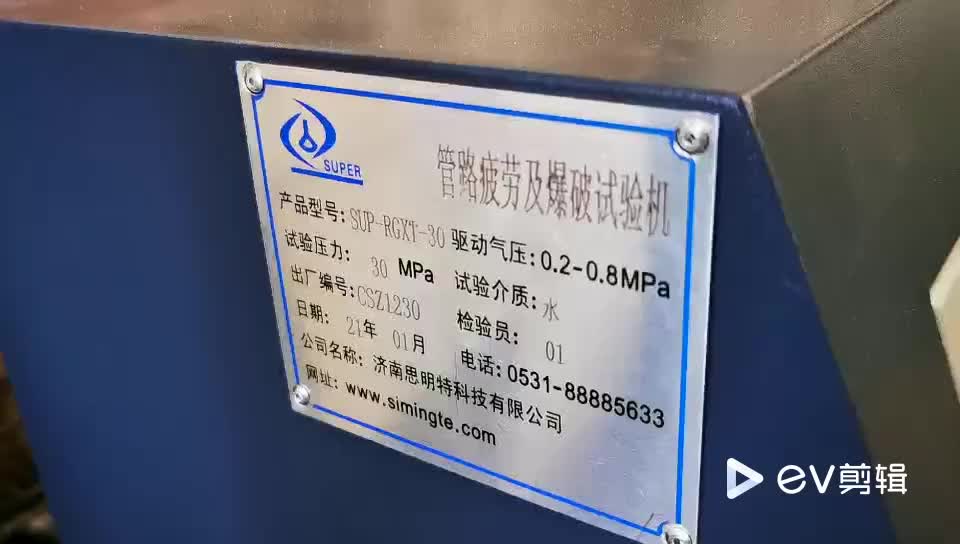 SUPER
管路疲劳及爆破试验机
产品型号: SUP-RGXT-30 驱动气压: 0.2-0.8MPa
试验压力: 30 MPa 试验介质: 水
出厂编号: CSZ1230 检验员: 01
日期: 21年 01月 电话: 0531-88885633
公司名称: 济南思明特科技有限公司
网址: www.simingte.com
ev剪辑